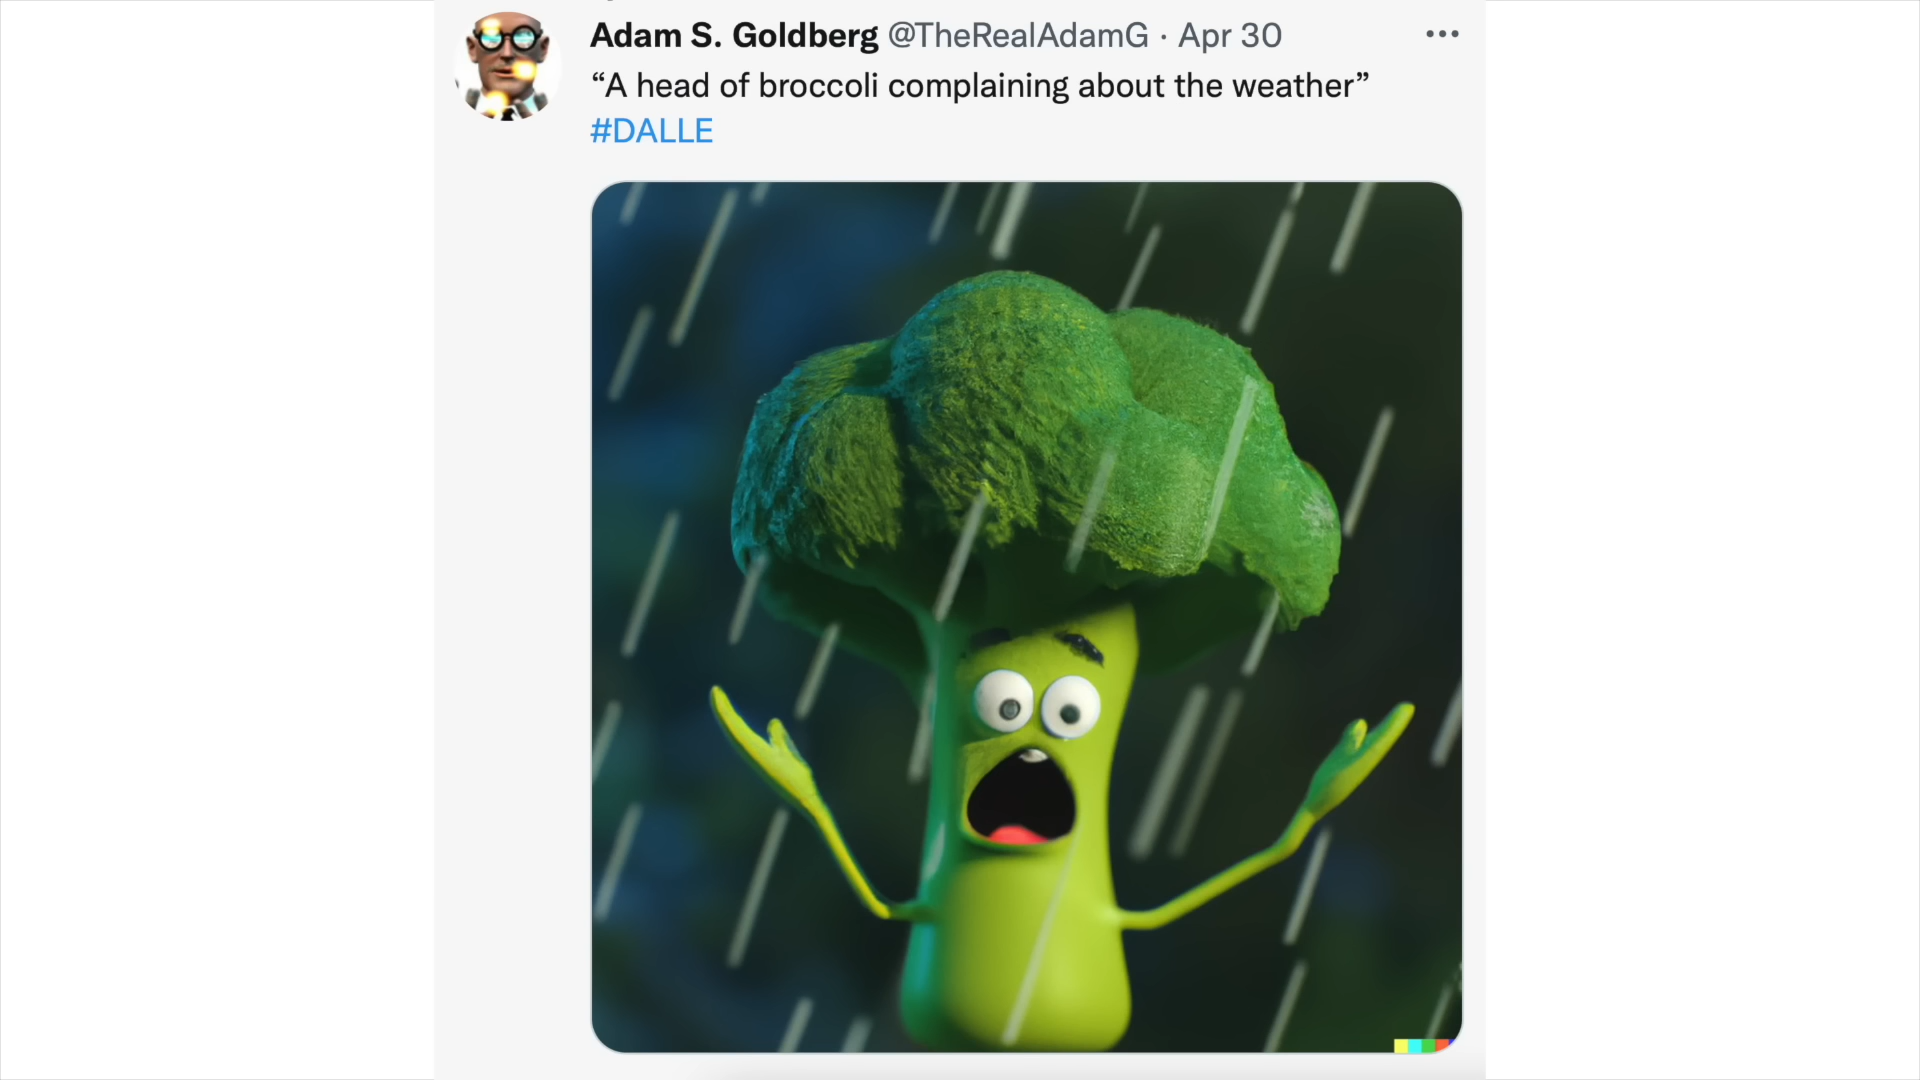 Adam S. Goldberg @TheRealAdamG · Apr 30
“A head of broccoli complaining about the weather”
#DALLE